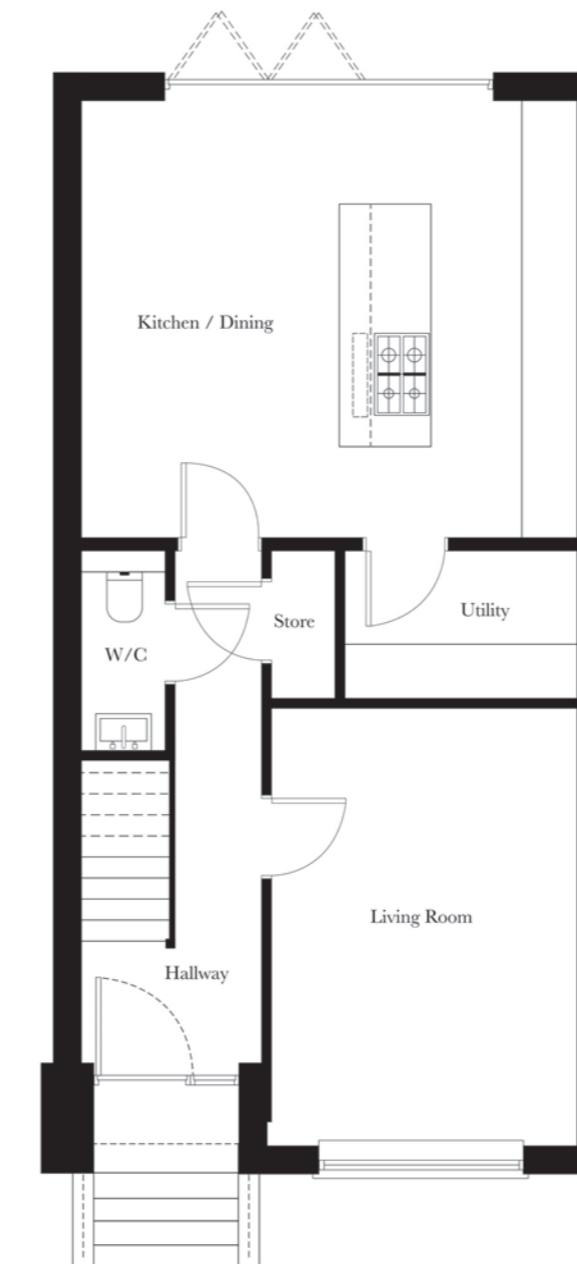 Kitchen / Dining
Store
Utility
W/C
Living Room
Hallway